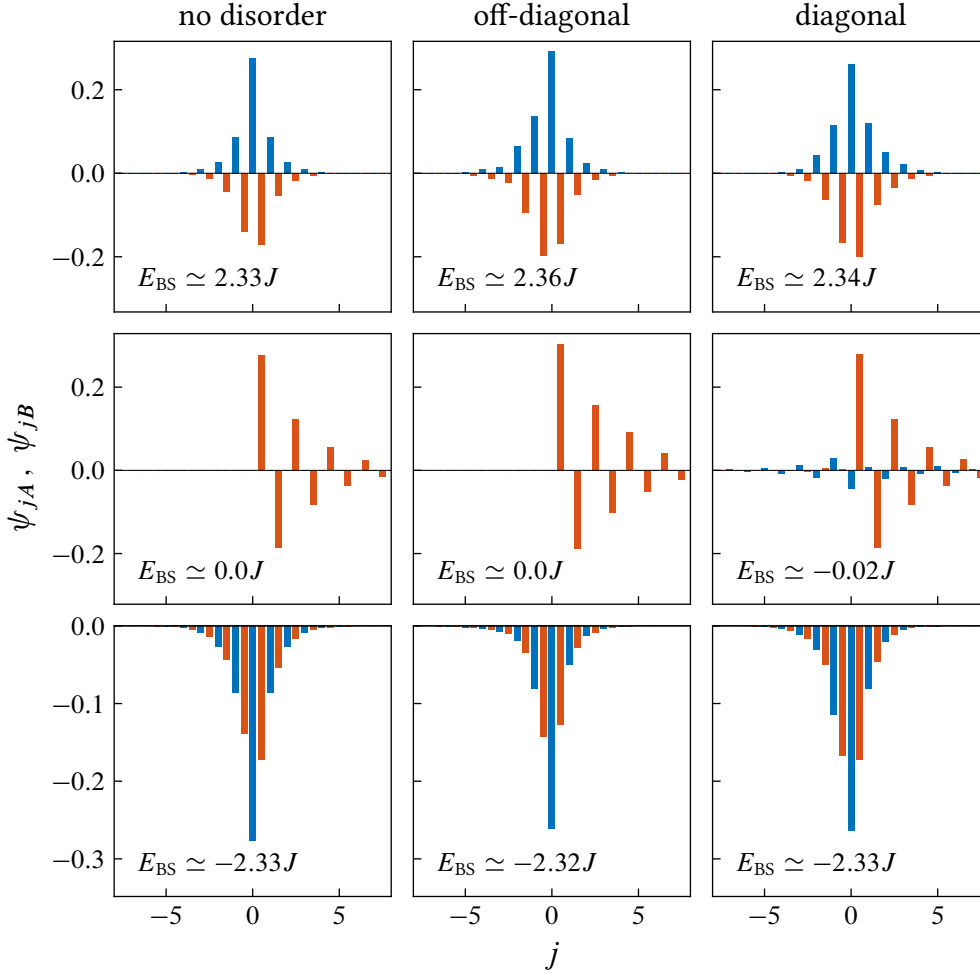 no disorder off-diagonal diagonal
0.2
0.0
−0.2
E_BS ≃ 2.33J E_BS ≃ 2.36J E_BS ≃ 2.34J
ψ_jA , ψ_jB
0.2
0.0
−0.2
E_BS ≃ 0.0J E_BS ≃ 0.0J E_BS ≃ −0.02J
0.0
−0.1
−0.2
−0.3
E_BS ≃ −2.33J E_BS ≃ −2.32J E_BS ≃ −2.33J
−5 0 5 −5 0 5 −5 0 5
j